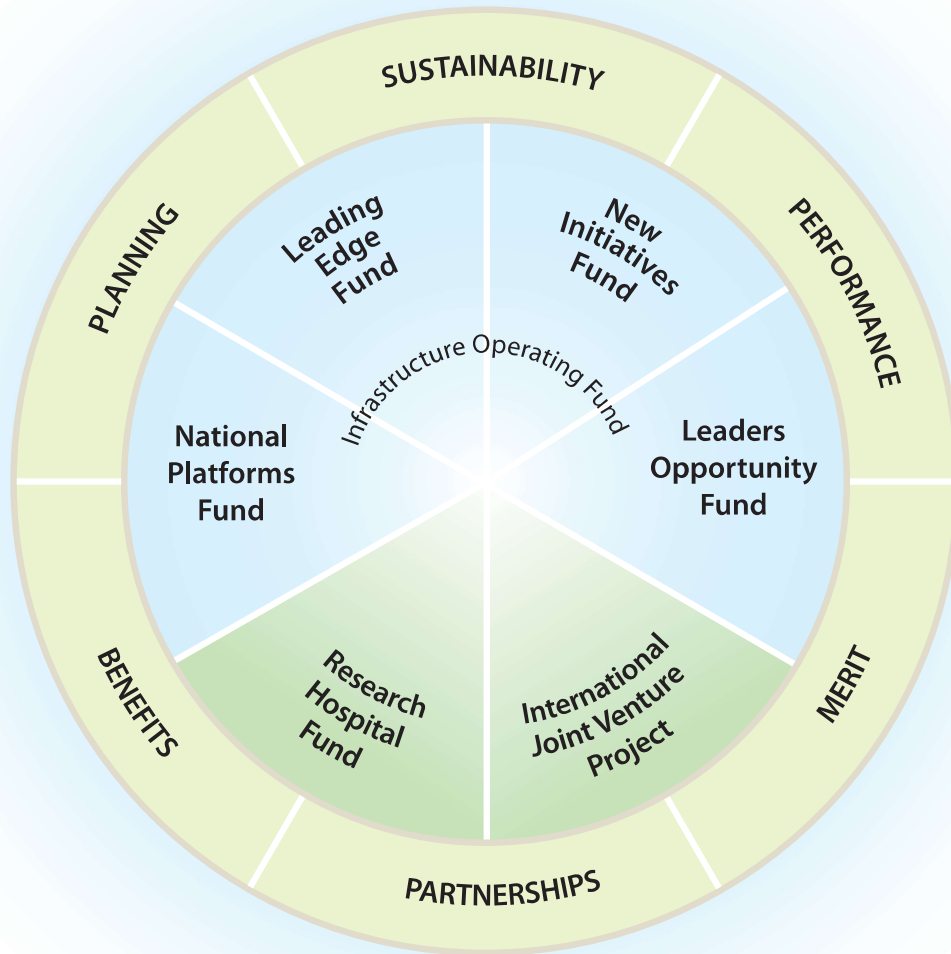 SUSTAINABILITY
PLANNING
PERFORMANCE
Leading
Edge
Fund
New
Initiatives
Fund
Infrastructure Operating Fund
National
Platforms
Fund
Leaders
Opportunity
Fund
Research
Hospital
Fund
International
Joint Venture
Project
BENEFITS
MERIT
PARTNERSHIPS